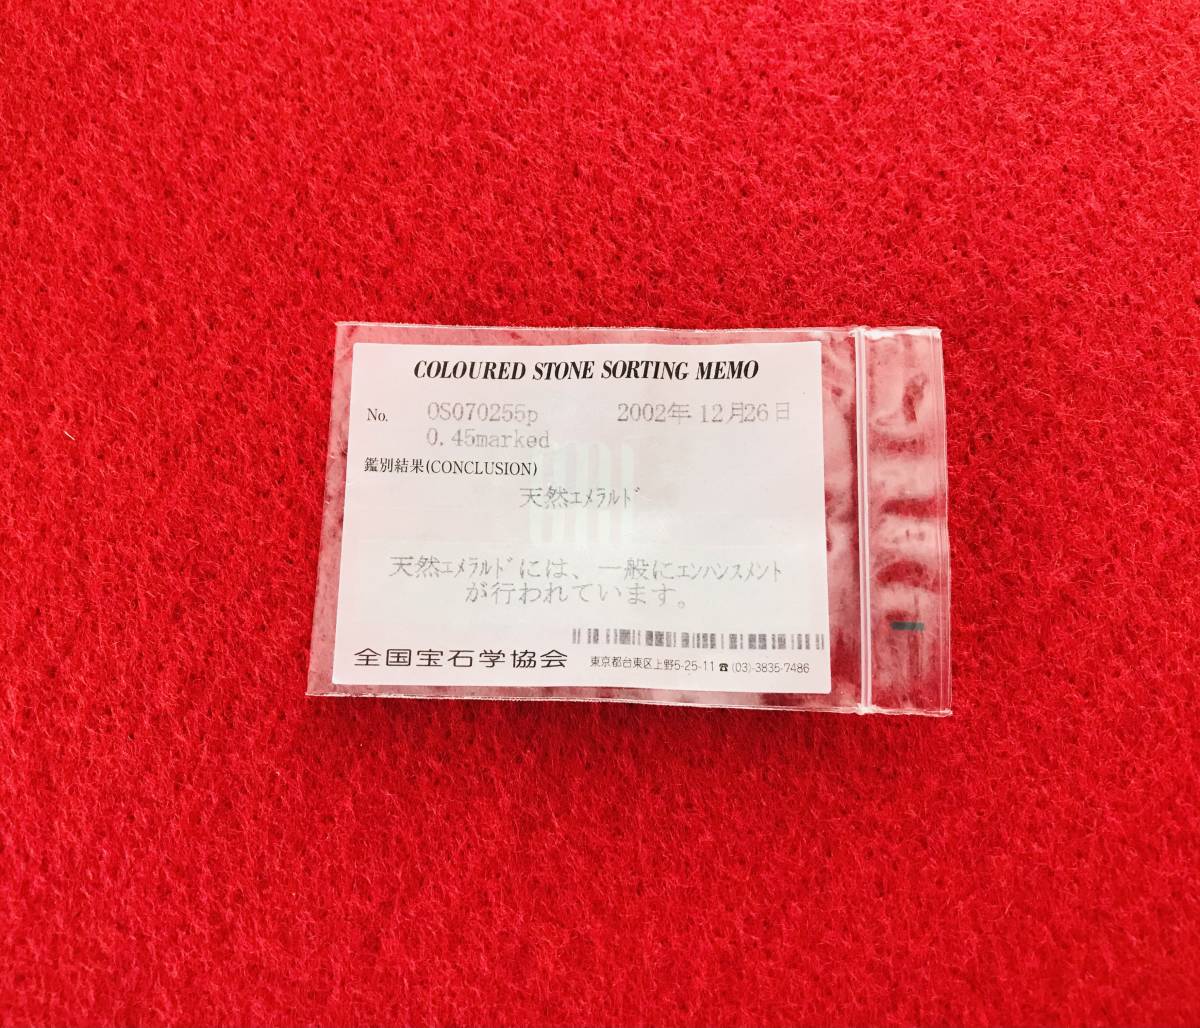 COLOURED STONE SORTING MEMO
No. OS070255p 2002年 12月26日
0.45marked
鑑別結果(CONCLUSION)
天然エメラルド
天然エメラルドには、一般にエンハンスメント
が行われています。
全国宝石学協会 東京都台東区上野5-25-11 ☎ (03)-3835-7486